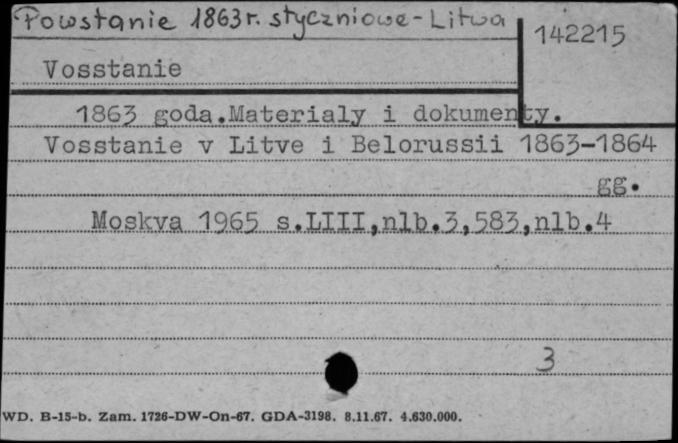 Powstanie 1863r. styczniowe - Litwa
142215
Vosstanie
1863 goda.Materialy i dokumenty.
Vosstanie v Litve i Belorussii 1863-1864
gg.
Moskva 1965 s.LIII,nlb.3,583,nlb.4
3
WD. B-15-b. Zam. 1726-DW-On-67. GDA-3198. 8.11.67. 4.630.000.